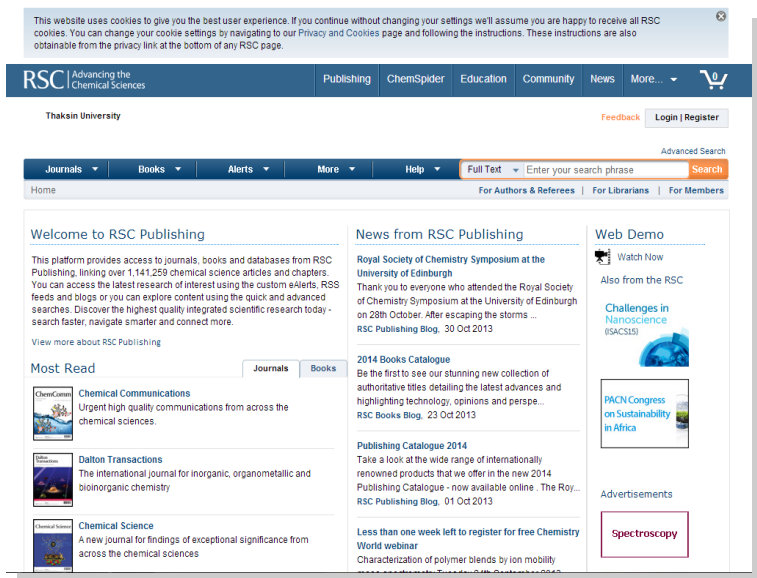 This website uses cookies to give you the best user experience. If you continue without changing your settings we'll assume you are happy to receive all RSC
cookies. You can change your cookie settings by navigating to our Privacy and Cookies page and following the instructions. These instructions are also
obtainable from the privacy link at the bottom of any RSC page.
RSC Advancing the
Chemical Sciences
Publishing ChemSpider Education Community News More... 0
Thaksin University
Feedback Login | Register
Advanced Search
Journals Books Alerts More Help Full Text Enter your search phrase Search
Home For Authors & Referees | For Librarians | For Members
Welcome to RSC Publishing
This platform provides access to journals, books and databases from RSC
Publishing, linking over 1,141,259 chemical science articles and chapters.
You can access the latest research of interest using the custom eAlerts, RSS
feeds and blogs or you can explore content using the quick and advanced
searches. Discover the highest quality integrated scientific research today -
search faster, navigate smarter and connect more.
View more about RSC Publishing
Most Read Journals Books
ChemComm
Chemical Communications
Urgent high quality communications from across the
chemical sciences.
Dalton
Transactions
Dalton Transactions
The international journal for inorganic, organometallic and
bioinorganic chemistry
Chemical Science
Chemical Science
A new journal for findings of exceptional significance from
across the chemical sciences
News from RSC Publishing
Royal Society of Chemistry Symposium at the
University of Edinburgh
Thank you to everyone who attended the Royal Society
of Chemistry Symposium at the University of Edinburgh
on 28th October. After escaping the storms ...
RSC Publishing Blog, 30 Oct 2013
2014 Books Catalogue
Be the first to see our stunning new collection of
authoritative titles detailing the latest advances and
highlighting technology, opinions and perspe...
RSC Books Blog, 23 Oct 2013
Publishing Catalogue 2014
Take a look at the wide range of internationally
renowned products that we offer in the new 2014
Publishing Catalogue - now available online . The Roy...
RSC Publishing Blog, 01 Oct 2013
Less than one week left to register for free Chemistry
World webinar
Characterization of polymer blends by ion mobility
Web Demo
Watch Now
Also from the RSC
Challenges in
Nanoscience
(ISACS15)
PACN Congress
on Sustainability
in Africa
Advertisements
Spectroscopy